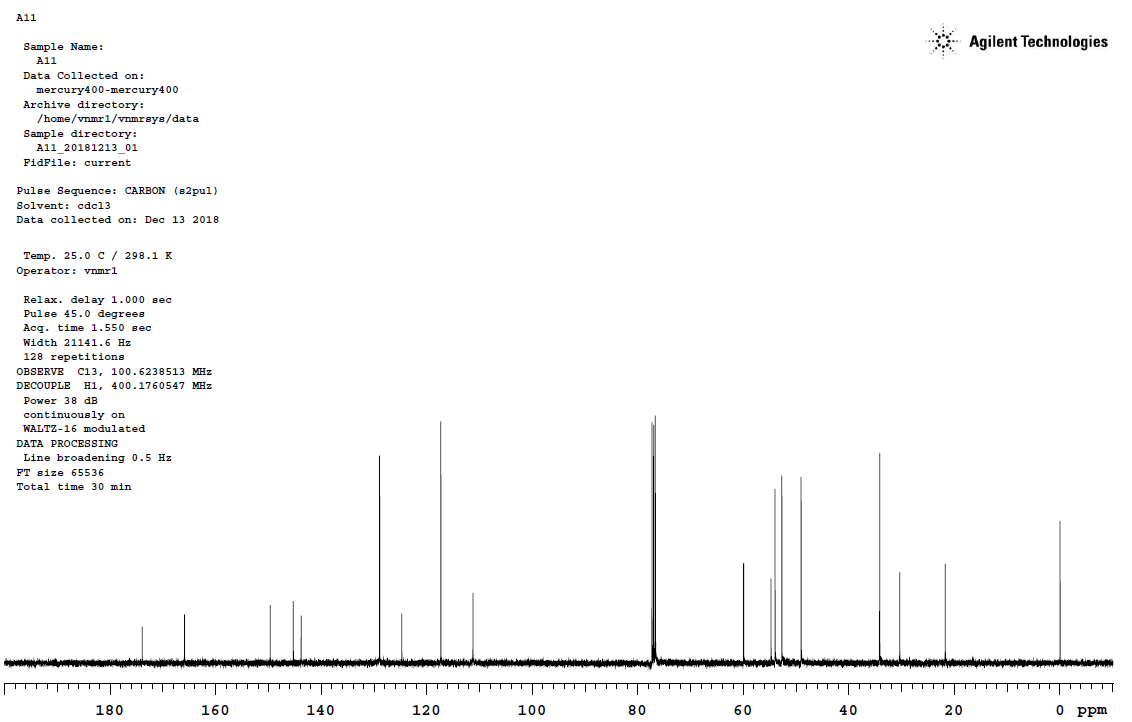 A11
Agilent Technologies
Sample Name:
A11
Data Collected on:
mercury400-mercury400
Archive directory:
/home/vnmr1/vnmrsys/data
Sample directory:
A11_20181213_01
FidFile: current
Pulse Sequence: CARBON (s2pul)
Solvent: cdcl3
Data collected on: Dec 13 2018
Temp. 25.0 C / 298.1 K
Operator: vnmr1
Relax. delay 1.000 sec
Pulse 45.0 degrees
Acq. time 1.550 sec
Width 21141.6 Hz
128 repetitions
OBSERVE C13, 100.6238513 MHz
DECOUPLE H1, 400.1760547 MHz
Power 38 dB
continuously on
WALTZ-16 modulated
DATA PROCESSING
Line broadening 0.5 Hz
FT size 65536
Total time 30 min
180 160 140 120 100 80 60 40 20 0 ppm